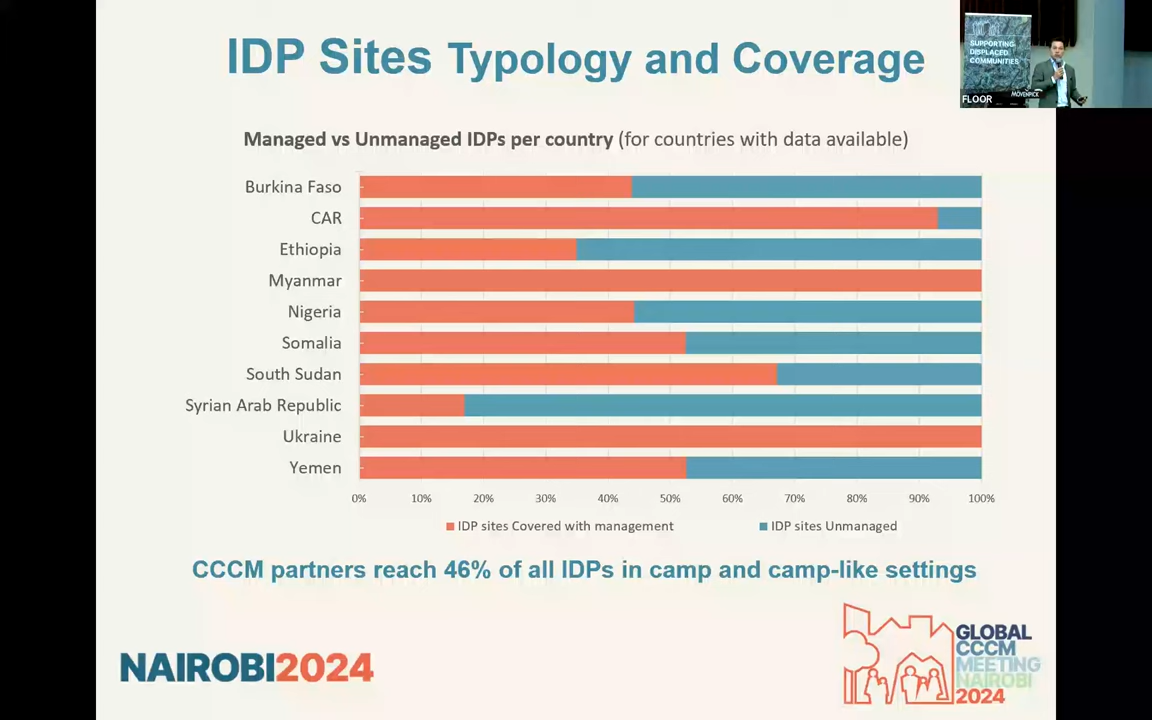 IDP Sites Typology and Coverage
SUPPORTING
DISPLACED
COMMUNITIES
MÖVENPICK
FLOOR
Managed vs Unmanaged IDPs per country (for countries with data available)
Burkina Faso
CAR
Ethiopia
Myanmar
Nigeria
Somalia
South Sudan
Syrian Arab Republic
Ukraine
Yemen
0% 10% 20% 30% 40% 50% 60% 70% 80% 90% 100%
IDP sites Covered with management IDP sites Unmanaged
CCCM partners reach 46% of all IDPs in camp and camp-like settings
NAIROBI2024
GLOBAL
CCCM
MEETING
NAIROBI
2024